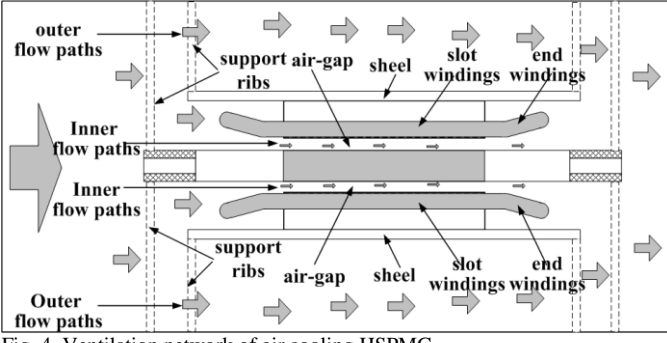 outer
flow paths
support
ribs
air-gap
sheel
slot
windings
end
windings
Inner
flow paths
Inner
flow paths
support
ribs
air-gap
sheel
slot
windings
end
windings
Outer
flow paths
Fig. 4. Ventilation network of air cooling HSPMG